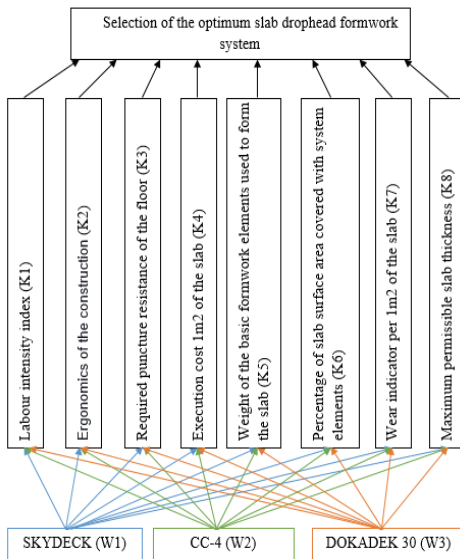 Selection of the optimum slab drophead formwork
system
Labour intensity index (K1)
Ergonomics of the construction (K2)
Required puncture resistance of the floor (K3)
Execution cost 1m2 of the slab (K4)
Weight of the basic formwork elements used to form
the slab (K5)
Percentage of slab surface area covered with system
elements (K6)
Wear indicator per 1m2 of the slab (K7)
Maximum permissible slab thickness (K8)
SKYDECK (W1)
CC-4 (W2)
DOKADEK 30 (W3)